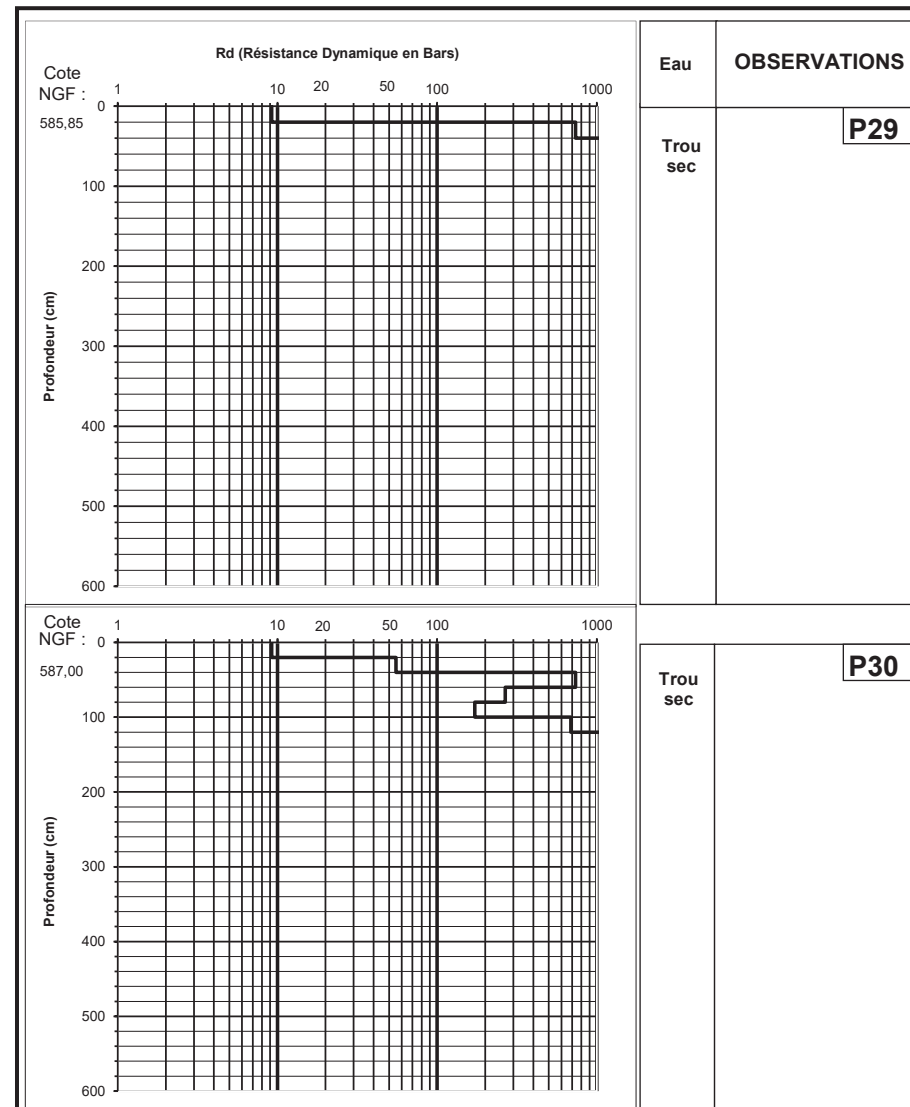 Rd (Résistance Dynamique en Bars)
Cote
NGF :
1 10 20 50 100 1000
585,85
0
100
200
300
400
500
600
Profondeur (cm)
Eau
OBSERVATIONS
Trou
sec
P29
Cote
NGF :
1 10 20 50 100 1000
587,00
0
100
200
300
400
500
600
Profondeur (cm)
Trou
sec
P30